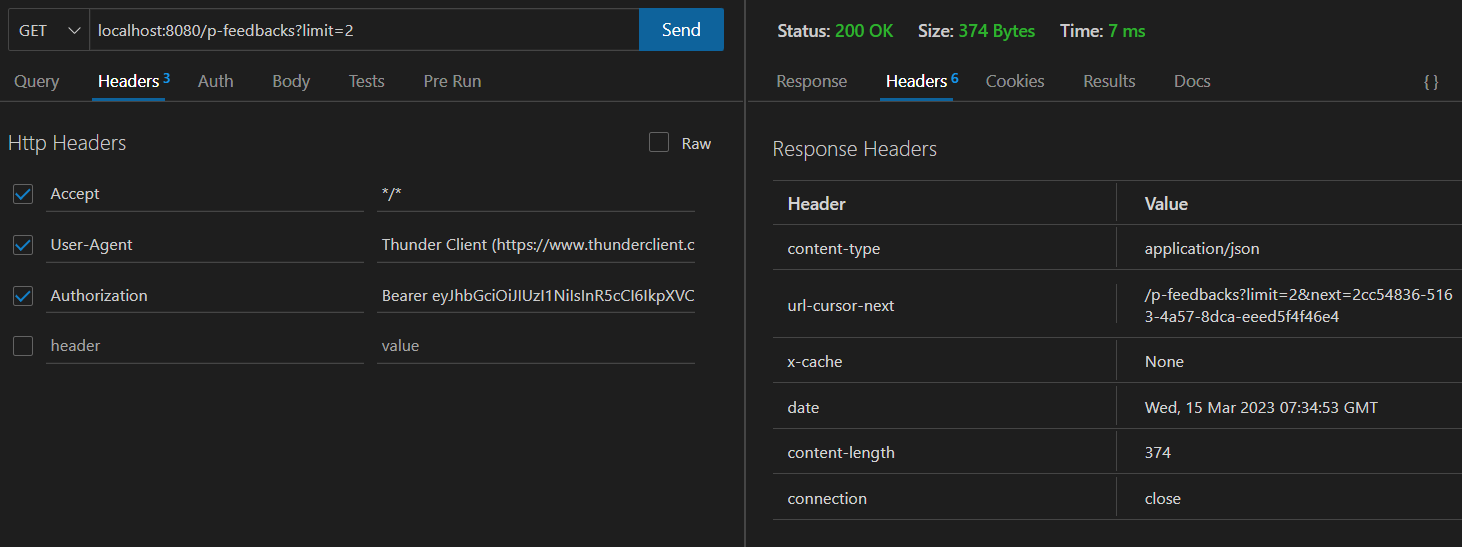 GET localhost:8080/p-feedbacks?limit=2 Send
Query Headers 3 Auth Body Tests Pre Run
Http Headers Raw
Accept */*
User-Agent Thunder Client (https://www.thunderclient.c
Authorization Bearer eyJhbGciOiJIUzI1NiIsInR5cCI6IkpXVC
header value
Status: 200 OK Size: 374 Bytes Time: 7 ms
Response Headers 6 Cookies Results Docs { }
Response Headers
Header Value
content-type application/json
url-cursor-next /p-feedbacks?limit=2&next=2cc54836-516
3-4a57-8dca-eeed5f4f46e4
x-cache None
date Wed, 15 Mar 2023 07:34:53 GMT
content-length 374
connection close